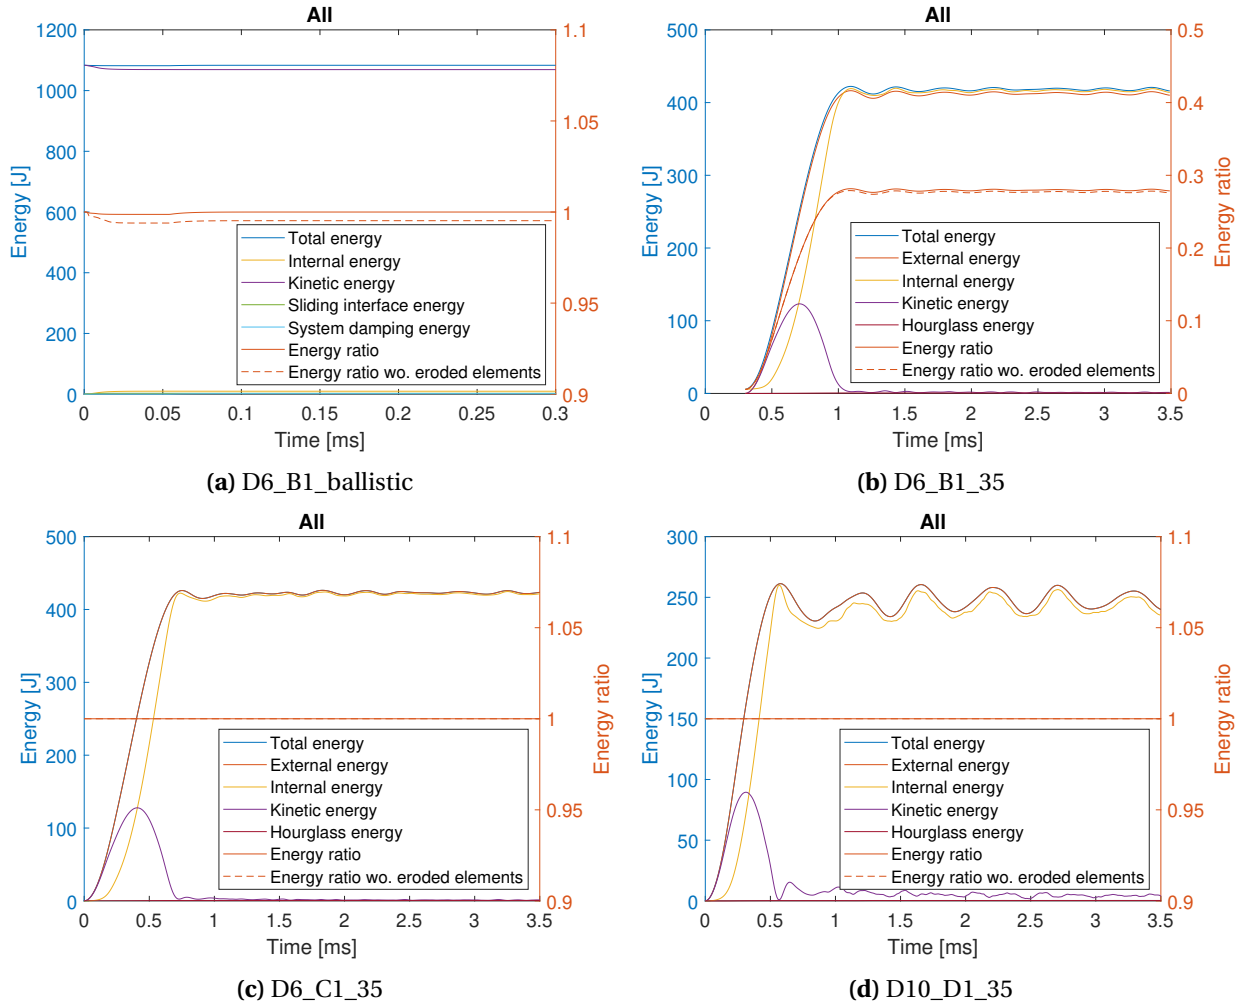 All
1200
1000
800
600
400
200
0
1.1
1.05
1
0.95
0.9
Energy [J]
Total energy
Internal energy
Kinetic energy
Sliding interface energy
System damping energy
Energy ratio
Energy ratio wo. eroded elements
0 0.05 0.1 0.15 0.2 0.25 0.3
Time [ms]
(a) D6_B1_ballistic
All
500
400
300
200
100
0
0.5
0.4
0.3
0.2
0.1
0
Energy [J]
Energy ratio
Total energy
External energy
Internal energy
Kinetic energy
Hourglass energy
Energy ratio
Energy ratio wo. eroded elements
0 0.5 1 1.5 2 2.5 3 3.5
Time [ms]
(b) D6_B1_35
All
500
400
300
250
200
100
0
1.1
1.05
1
0.95
0.9
Energy [J]
Energy ratio
Total energy
External energy
Internal energy
Kinetic energy
Hourglass energy
Energy ratio
Energy ratio wo. eroded elements
0 0.5 1 1.5 2 2.5 3 3.5
Time [ms]
(c) D6_C1_35
All
300
250
200
150
100
50
0
1.1
1.05
1
0.95
0.9
Energy [J]
Energy ratio
Total energy
External energy
Internal energy
Kinetic energy
Hourglass energy
Energy ratio
Energy ratio wo. eroded elements
0 0.5 1 1.5 2 2.5 3 3.5
Time [ms]
(d) D10_D1_35